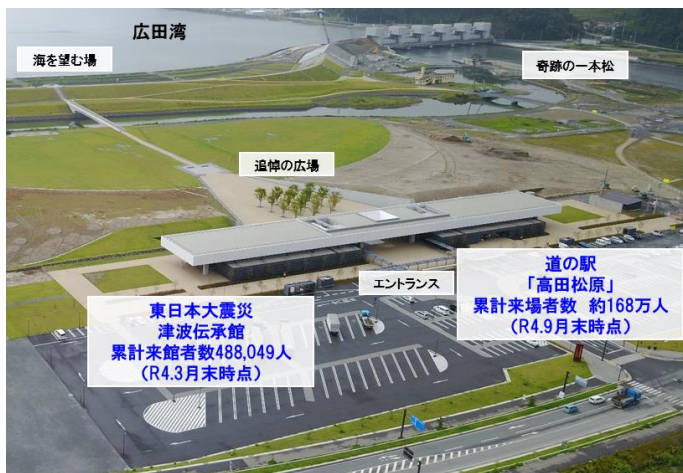 広田湾
海を望む場
奇跡の一本松
追悼の広場
エントランス
道の駅
「高田松原」
累計来場者数 約168万人
（R4.9月末時点）
東日本大震災
津波伝承館
累計来館者数488,049人
（R4.3月末時点）